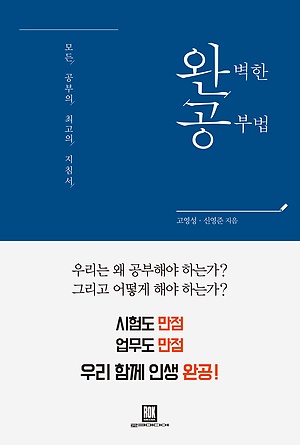 모든 공부의 최고의 지침서
완벽한
공부법
고영성 · 신영준 지음
우리는 왜 공부해야 하는가?
그리고 어떻게 해야 하는가?
시험도 만점
업무도 만점
우리 함께 인생 완공!
ROK